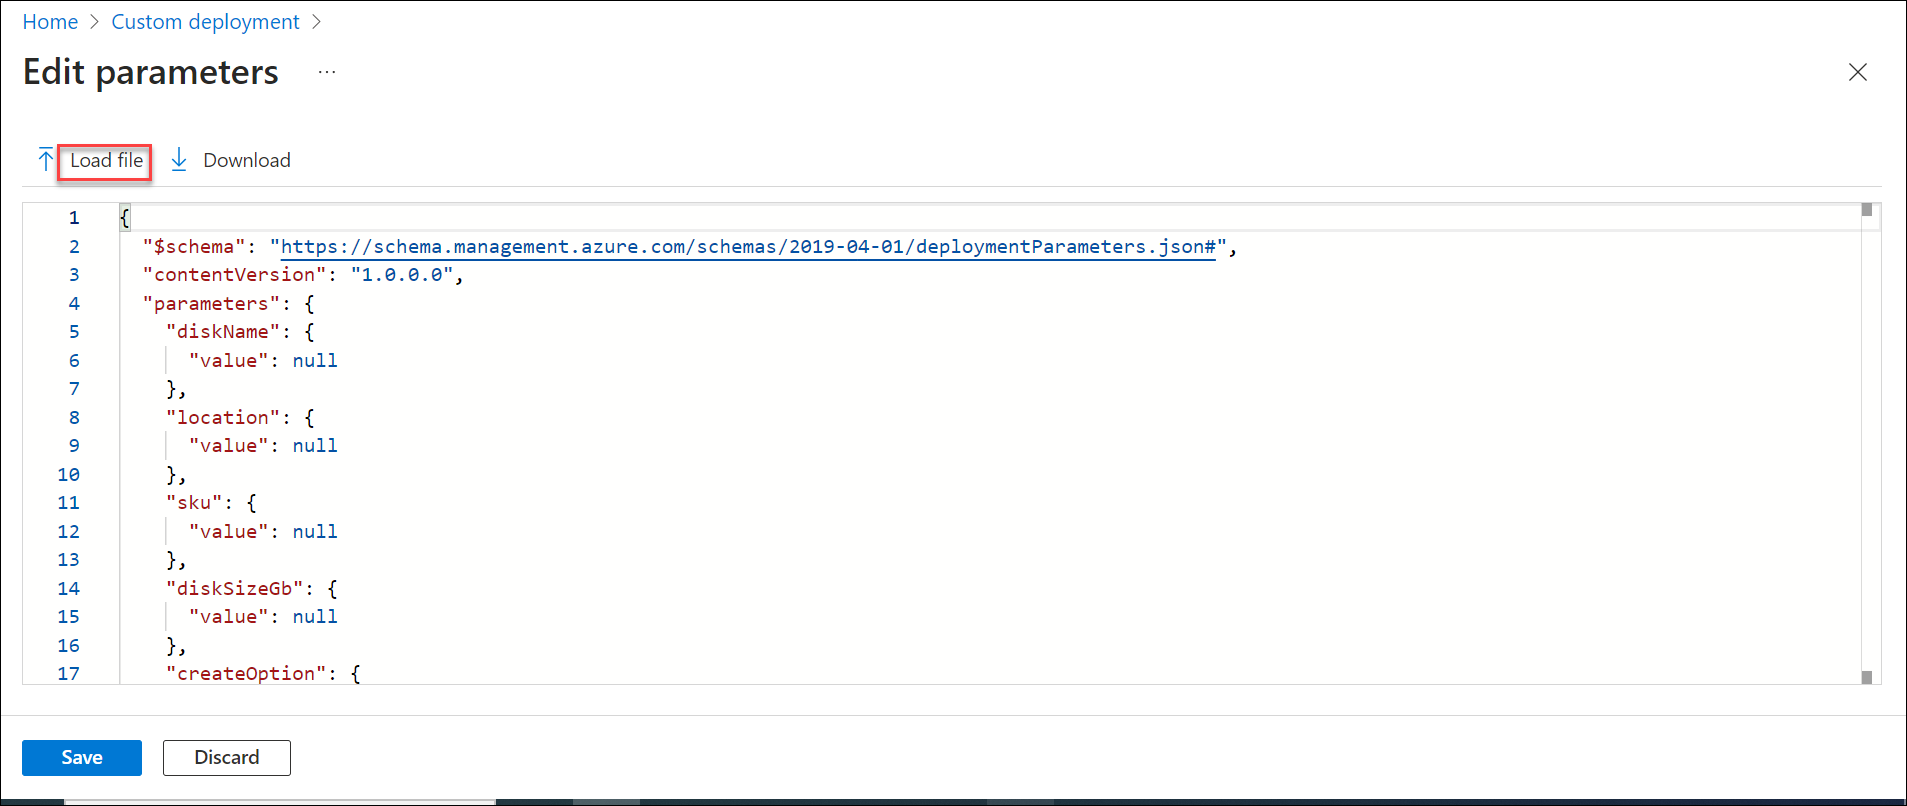 Home > Custom deployment >
Edit parameters ...
Load file Download
1 {
2 "$schema": "https://schema.management.azure.com/schemas/2019-04-01/deploymentParameters.json#",
3 "contentVersion": "1.0.0.0",
4 "parameters": {
5 "diskName": {
6 "value": null
7 },
8 "location": {
9 "value": null
10 },
11 "sku": {
12 "value": null
13 },
14 "diskSizeGb": {
15 "value": null
16 },
17 "createOption": {
Save Discard